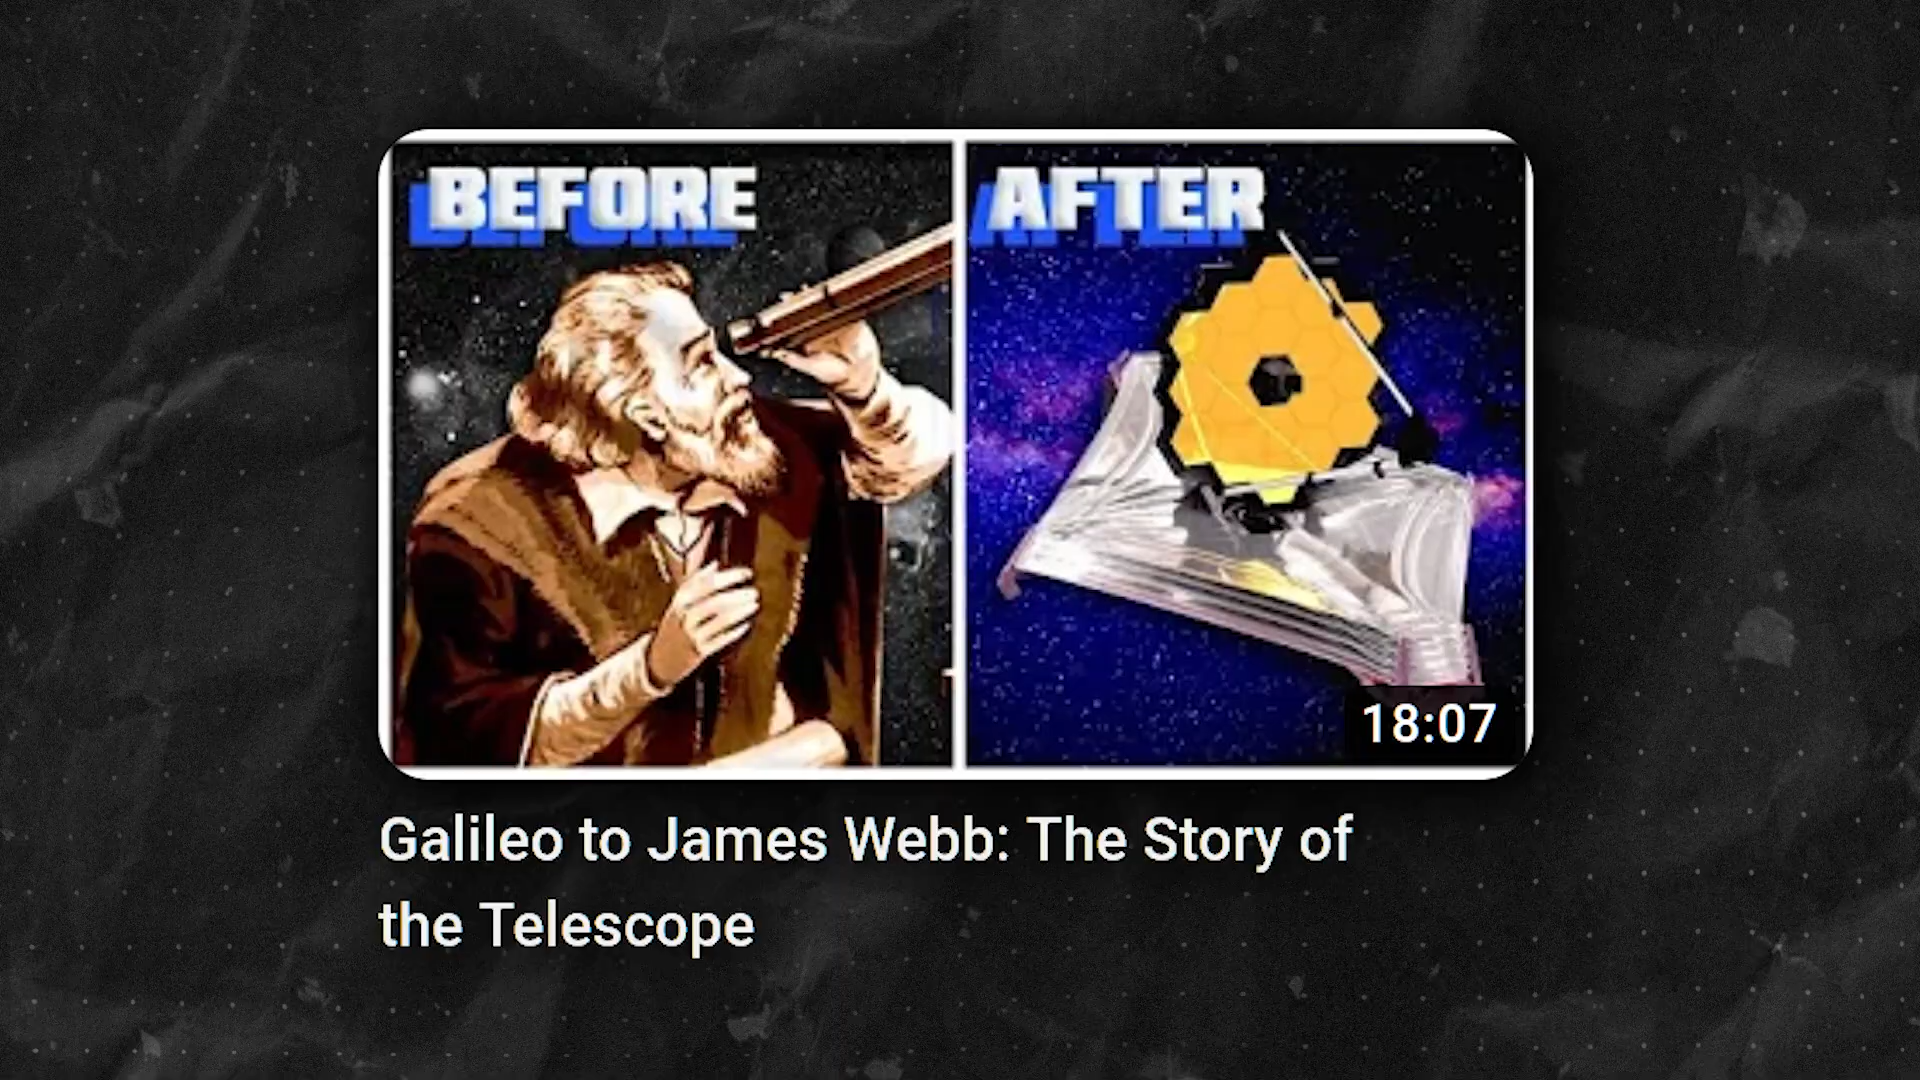 BEFORE
AFTER
18:07
Galileo to James Webb: The Story of
the Telescope